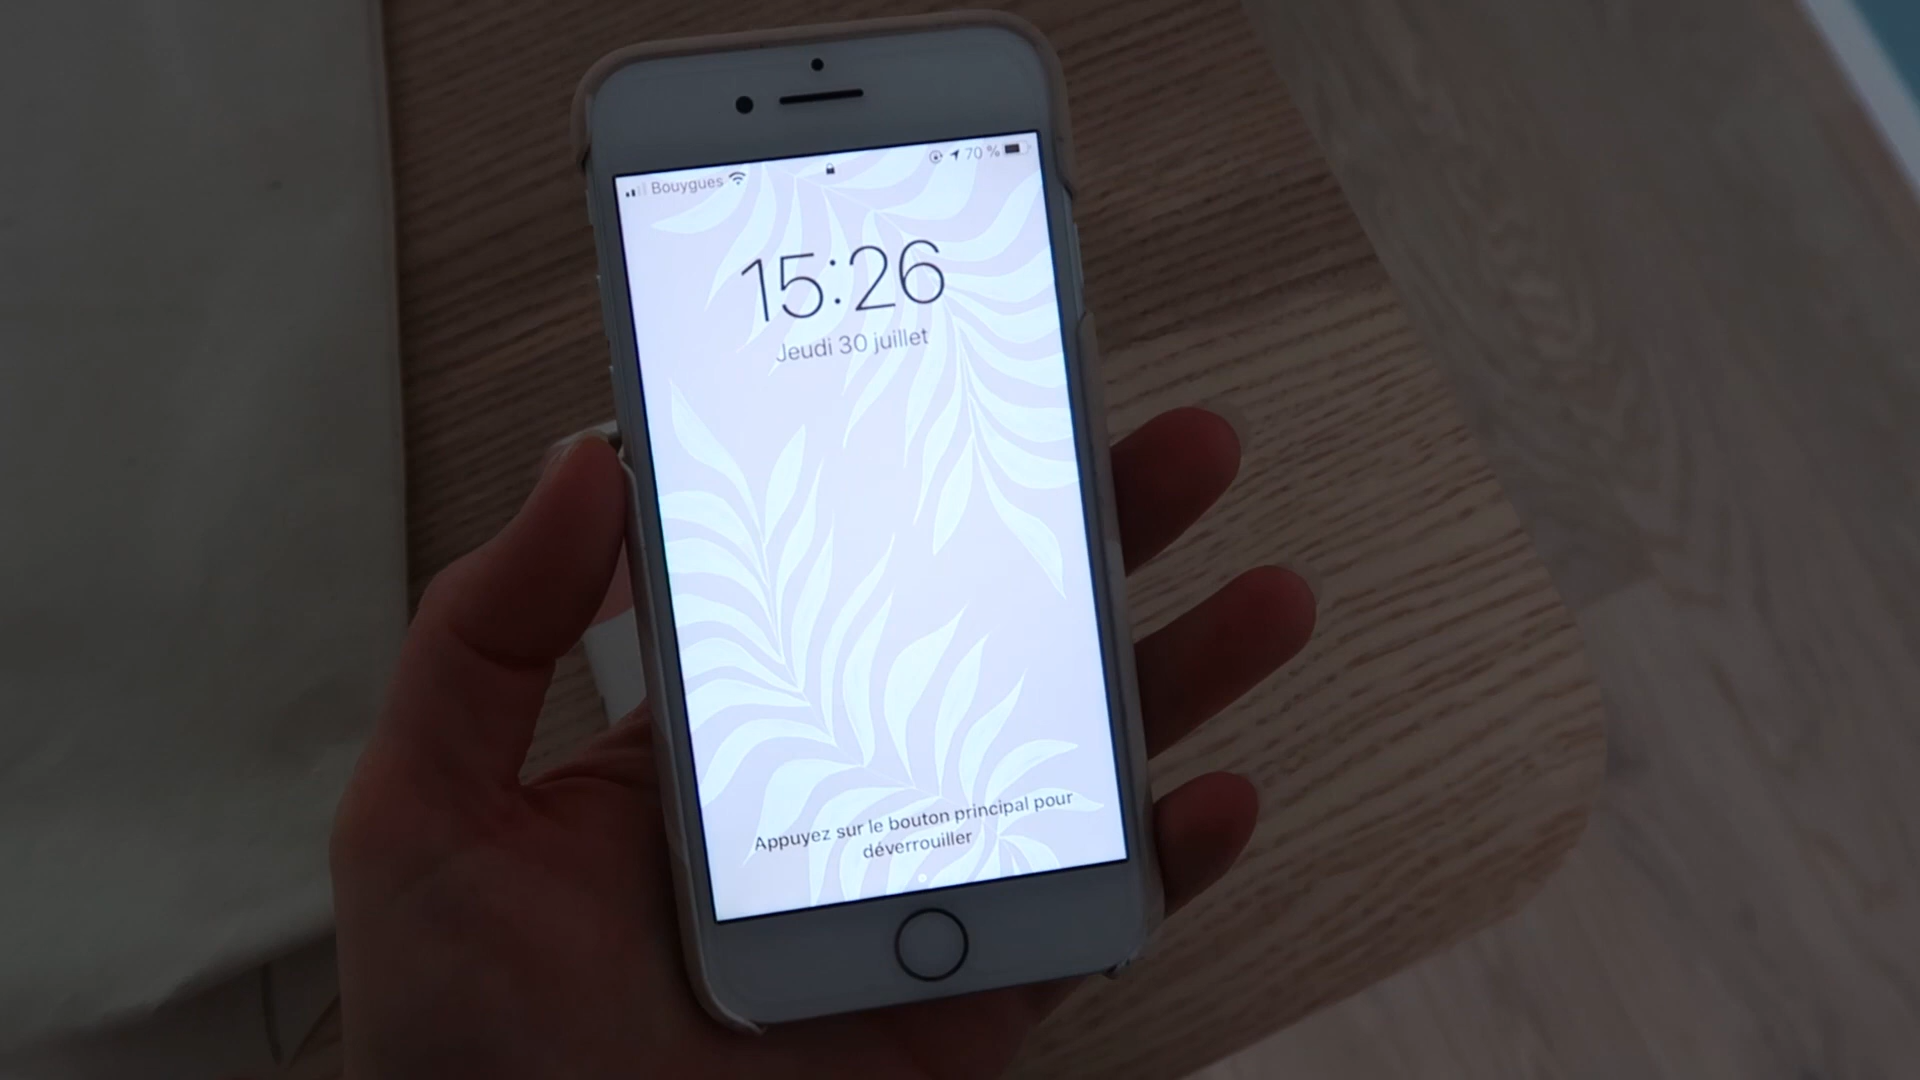 Bouygues 70 %
15:26
Jeudi 30 juillet
Appuyez sur le bouton principal pour
déverrouiller